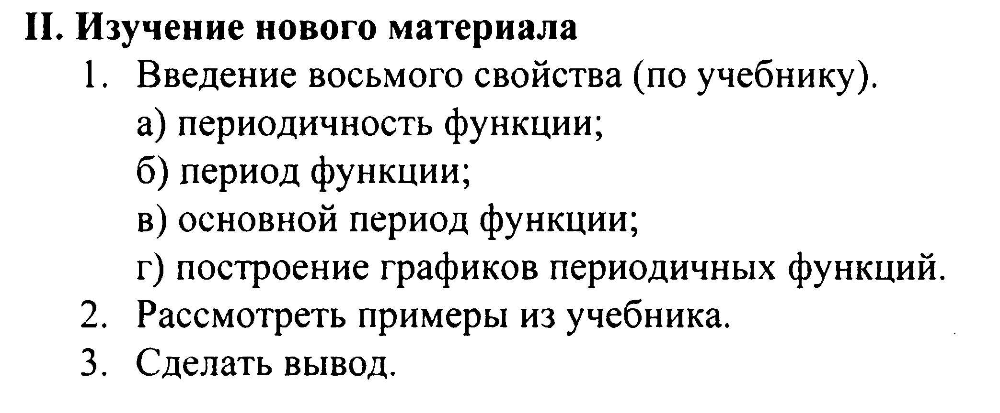 II. Изучение нового материала
1. Введение восьмого свойства (по учебнику).
а) периодичность функции;
б) период функции;
в) основной период функции;
г) построение графиков периодичных функций.
2. Рассмотреть примеры из учебника.
3. Сделать вывод.